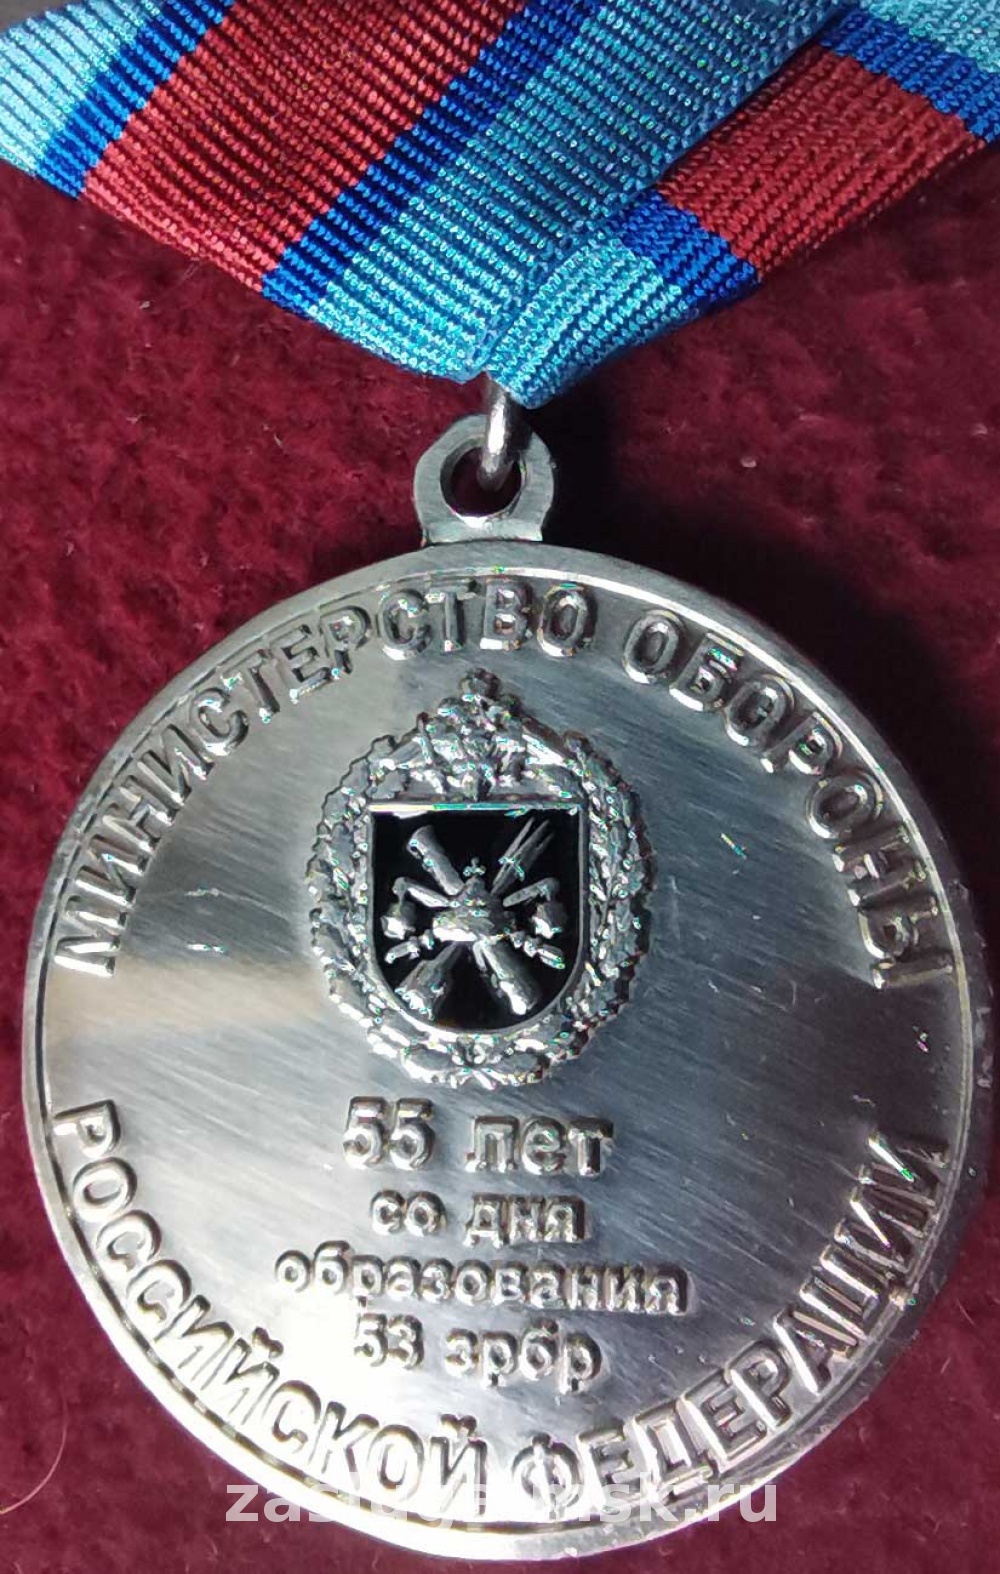 МИНИСТЕРСТВО ОБОРОНЫ
55 лет
со дня
образования
53 зрбр
РОССИЙСКОЙ ФЕДЕРАЦИИ